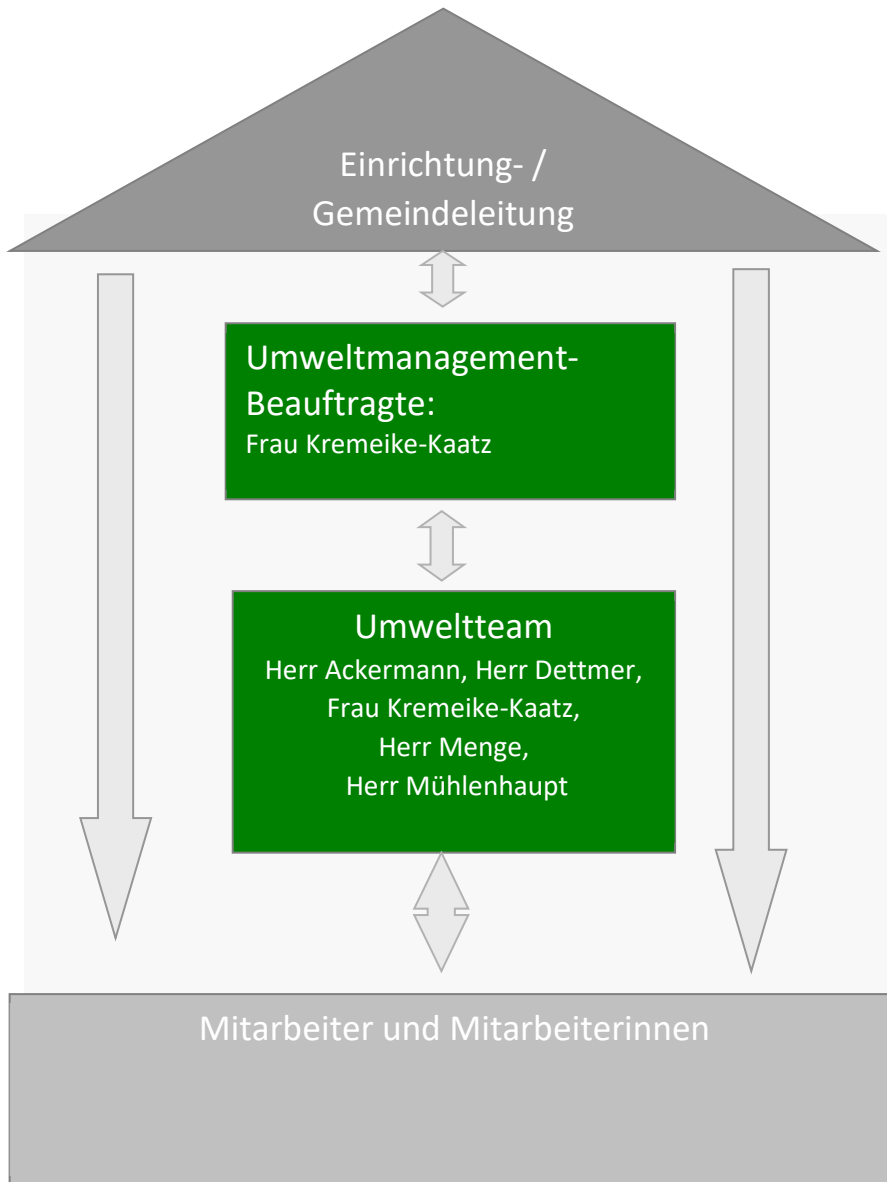 Einrichtung- /
Gemeindeleitung
Umweltmanagement-
Beauftragte:
Frau Kremeike-Kaatz
Umweltteam
Herr Ackermann, Herr Dettmer,
Frau Kremeike-Kaatz,
Herr Menge,
Herr Mühlenhaupt
Mitarbeiter und Mitarbeiterinnen